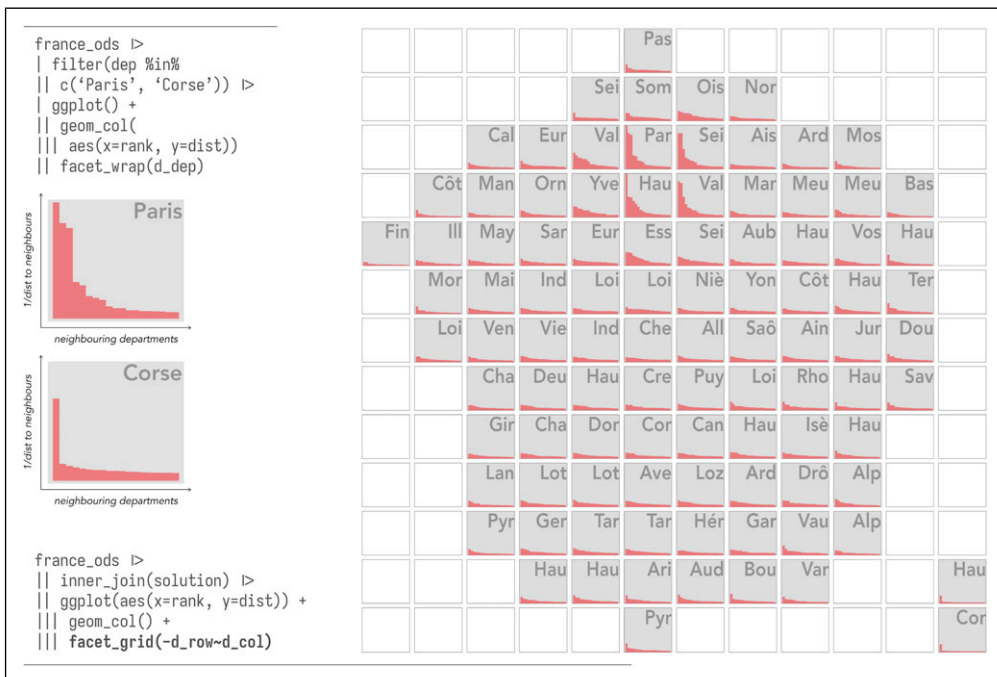 france_ods |>
| filter(dep %in%
|| c(‘Paris’, ‘Corse’)) |>
| ggplot() +
|| geom_col(
||| aes(x=rank, y=dist))
|| facet_wrap(d_dep)
Paris
1/dist to neighbours
neighbouring departments
Corse
1/dist to neighbours
neighbouring departments
france_ods |>
|| inner_join(solution) |>
|| ggplot(aes(x=rank, y=dist)) +
||| geom_col() +
||| facet_grid(-d_row~d_col)
Pas
Sei Som Ois Nor
Cal Eur Val Par Sei Ais Ard Mos
Côt Man Orn Yve Hau Val Mar Meu Meu Bas
Fin Ill May Sar Eur Ess Sei Aub Hau Vos Hau
Mor Mai Ind Loi Loi Niè Yon Côt Hau Ter
Loi Ven Vie Ind Che All Saô Ain Jur Dou
Cha Deu Hau Cre Puy Loi Rho Hau Sav
Gir Cha Dor Cor Can Hau Isè Hau
Lan Lot Lot Ave Loz Ard Drô Alp
Pyr Ger Tar Tar Hér Gar Vau Alp
Hau Hau Ari Aud Bou Var Hau
Pyr Cor